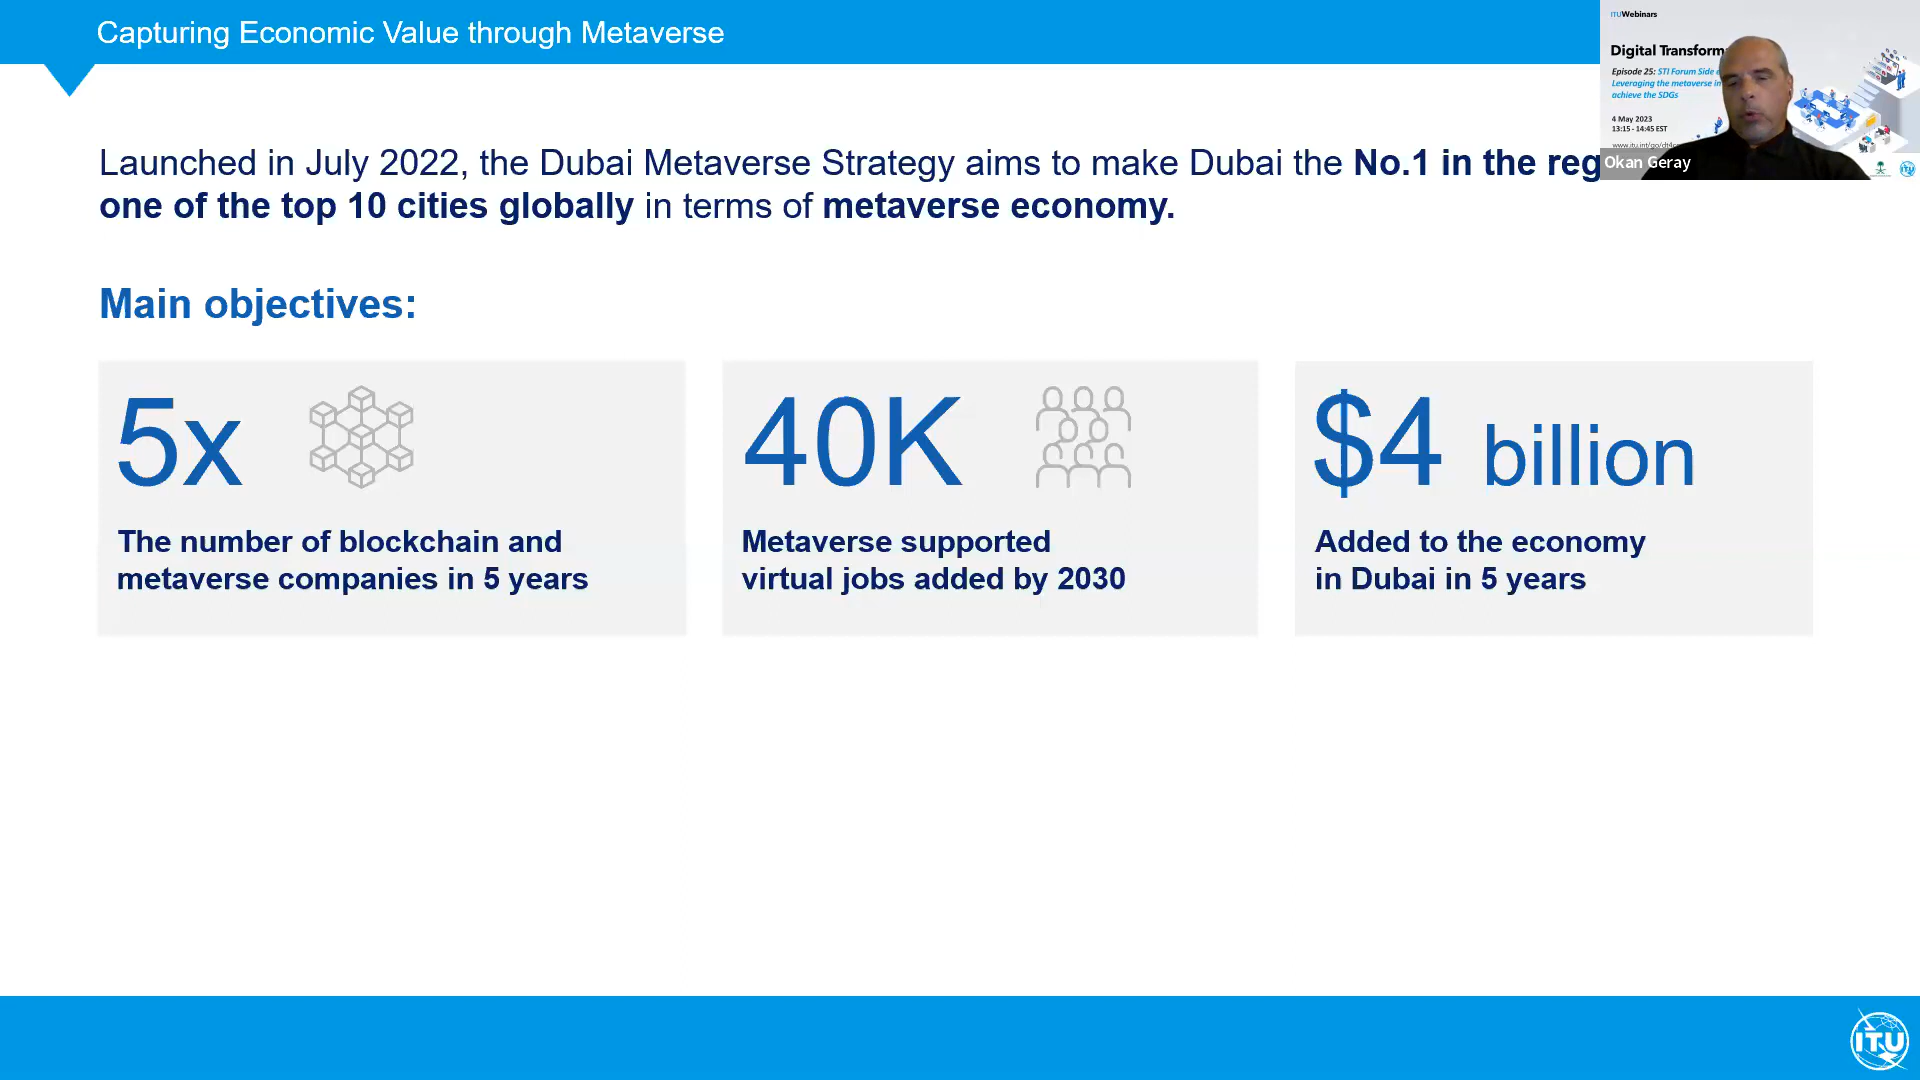 Capturing Economic Value through Metaverse
Launched in July 2022, the Dubai Metaverse Strategy aims to make Dubai the No.1 in the reg
one of the top 10 cities globally in terms of metaverse economy.
Main objectives:
5x
The number of blockchain and
metaverse companies in 5 years
40K
Metaverse supported
virtual jobs added by 2030
$4 billion
Added to the economy
in Dubai in 5 years
ITUWebinars
Digital Transform
Episode 25: STI Forum Side
Leveraging the metaverse in
achieve the SDGs
4 May 2023
13:15 - 14:45 EST
Okan Geray
ITU